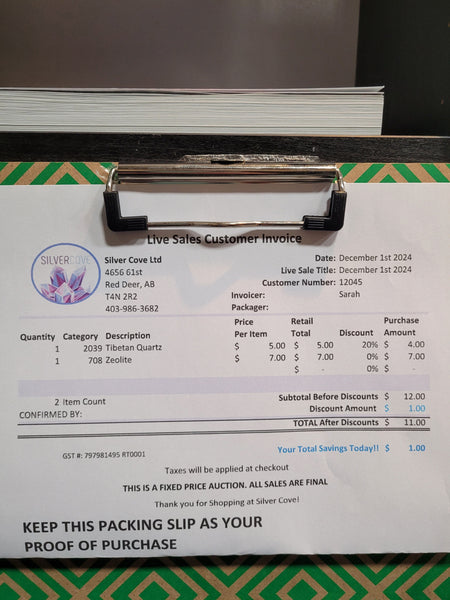 Live Sales Customer Invoice
SILVERCOVE
Silver Cove Ltd
4656 61st
Red Deer, AB
T4N 2R2
403-986-3682
Date: December 1st 2024
Live Sale Title: December 1st 2024
Customer Number: 12045
Invoicer: Sarah
Packager:
Quantity Category Description Price Per Item Retail Total Discount Purchase Amount
1 2039 Tibetan Quartz $ 5.00 $ 5.00 20% $ 4.00
1 708 Zeolite $ 7.00 $ 7.00 0% $ 7.00
$ - 0% $ -
2 Item Count Subtotal Before Discounts $ 12.00
CONFIRMED BY: Discount Amount $ 1.00
TOTAL After Discounts $ 11.00
GST #: 797981495 RT0001 Your Total Savings Today!! $ 1.00
Taxes will be applied at checkout
THIS IS A FIXED PRICE AUCTION. ALL SALES ARE FINAL
Thank you for Shopping at Silver Cove!
KEEP THIS PACKING SLIP AS YOUR
PROOF OF PURCHASE